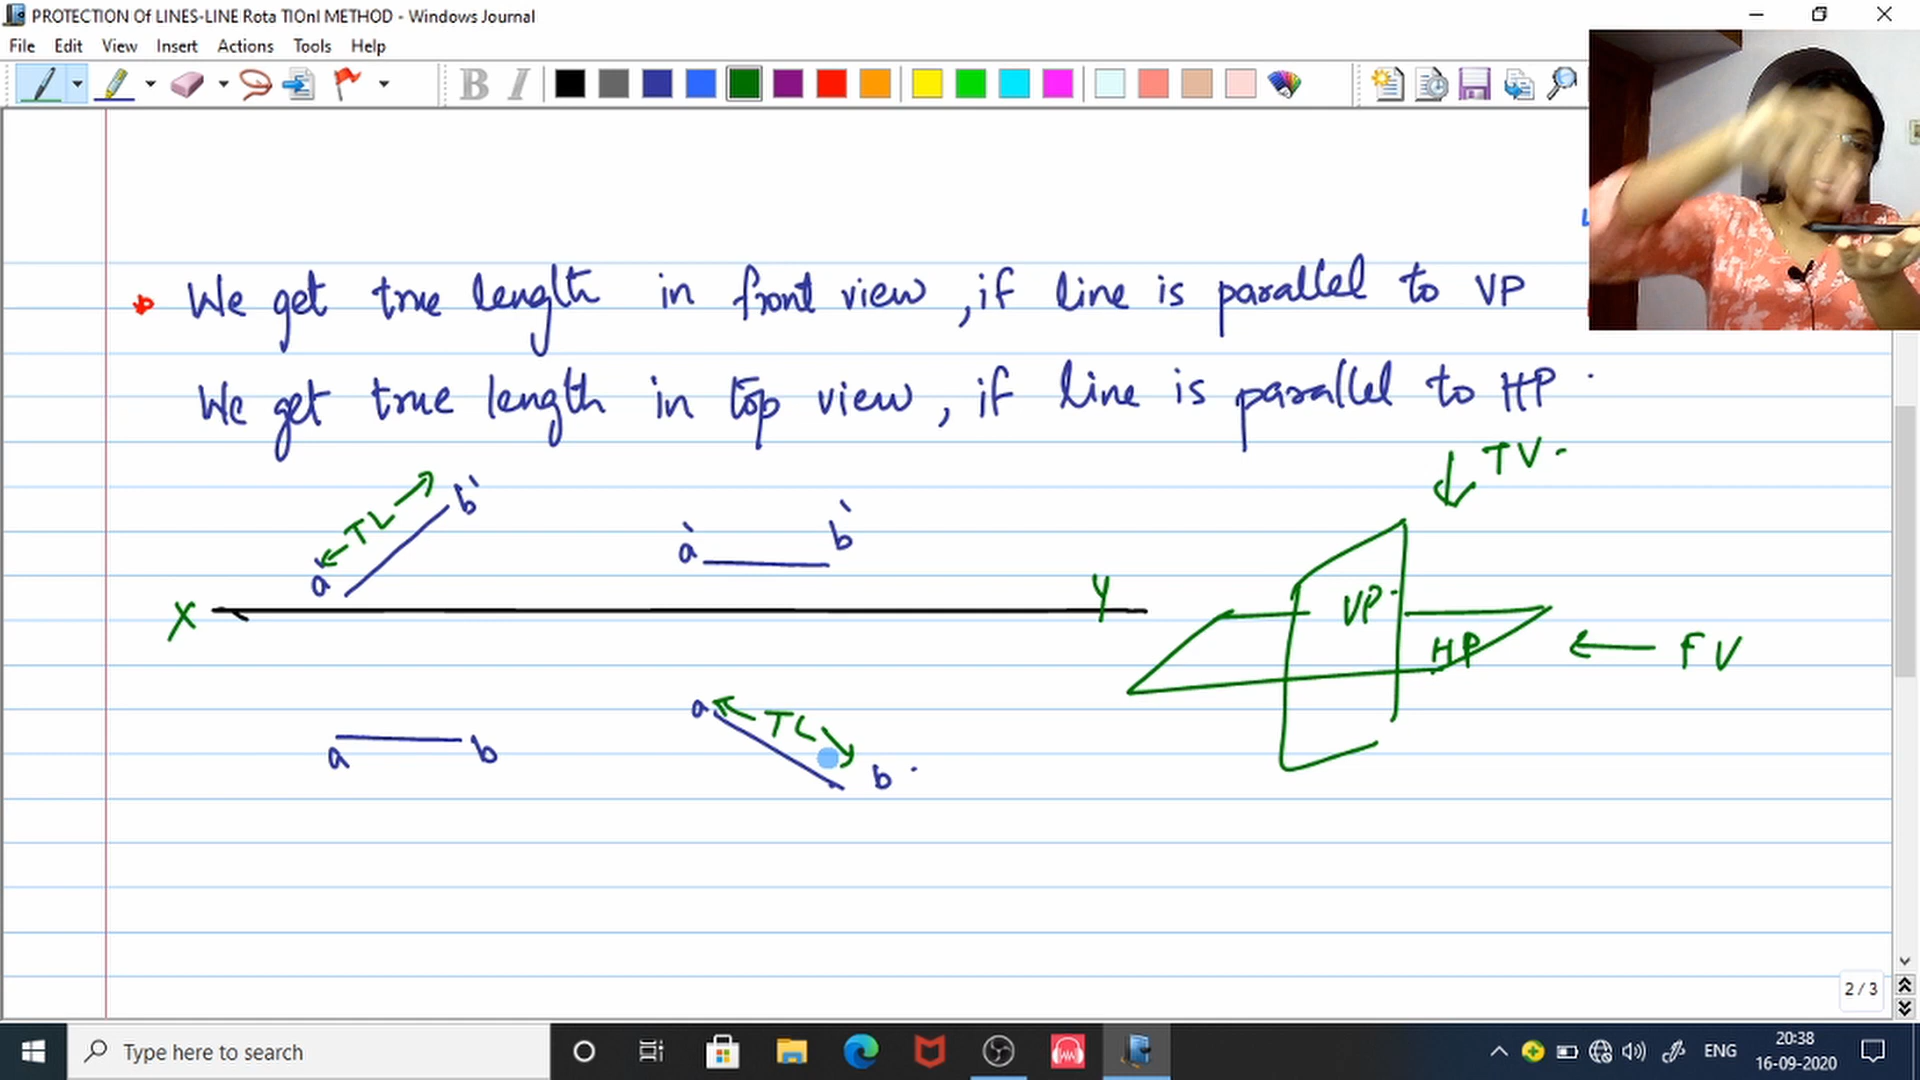 PROTECTION Of LINES-LINE Rota TIOnI METHOD - Windows Journal
File Edit View Insert Actions Tools Help
B I
We get true length in front view, if line is parallel to VP
We get true length in top view, if line is parallel to HP.
TV.
TL
b'
a
a'
b'
X
Y
VP.
HP
FV
a
b
a
TL
b.
2 / 3
Type here to search
ENG
20:38
16-09-2020